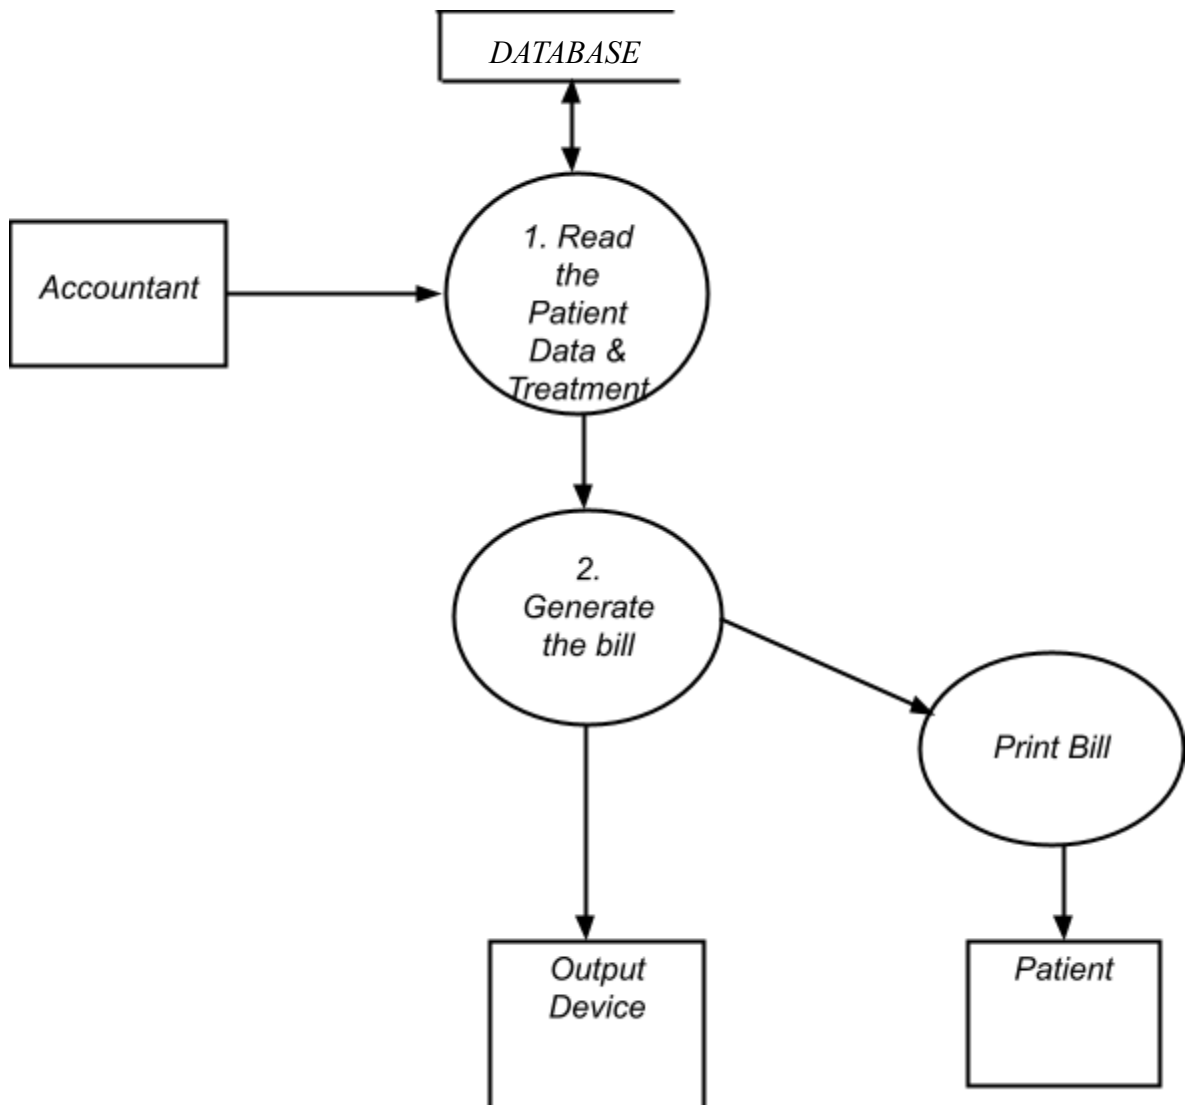 DATABASE
Accountant
1. Read
the
Patient
Data &
Treatment
2.
Generate
the bill
Print Bill
Output
Device
Patient